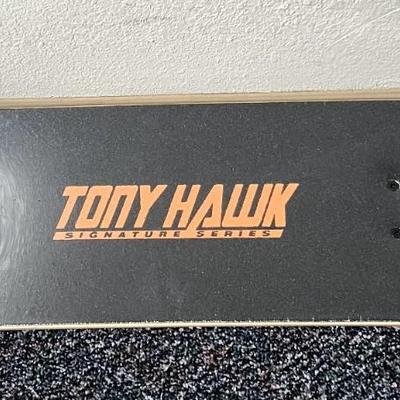 TONY HAWK
SIGNATURE SERIES